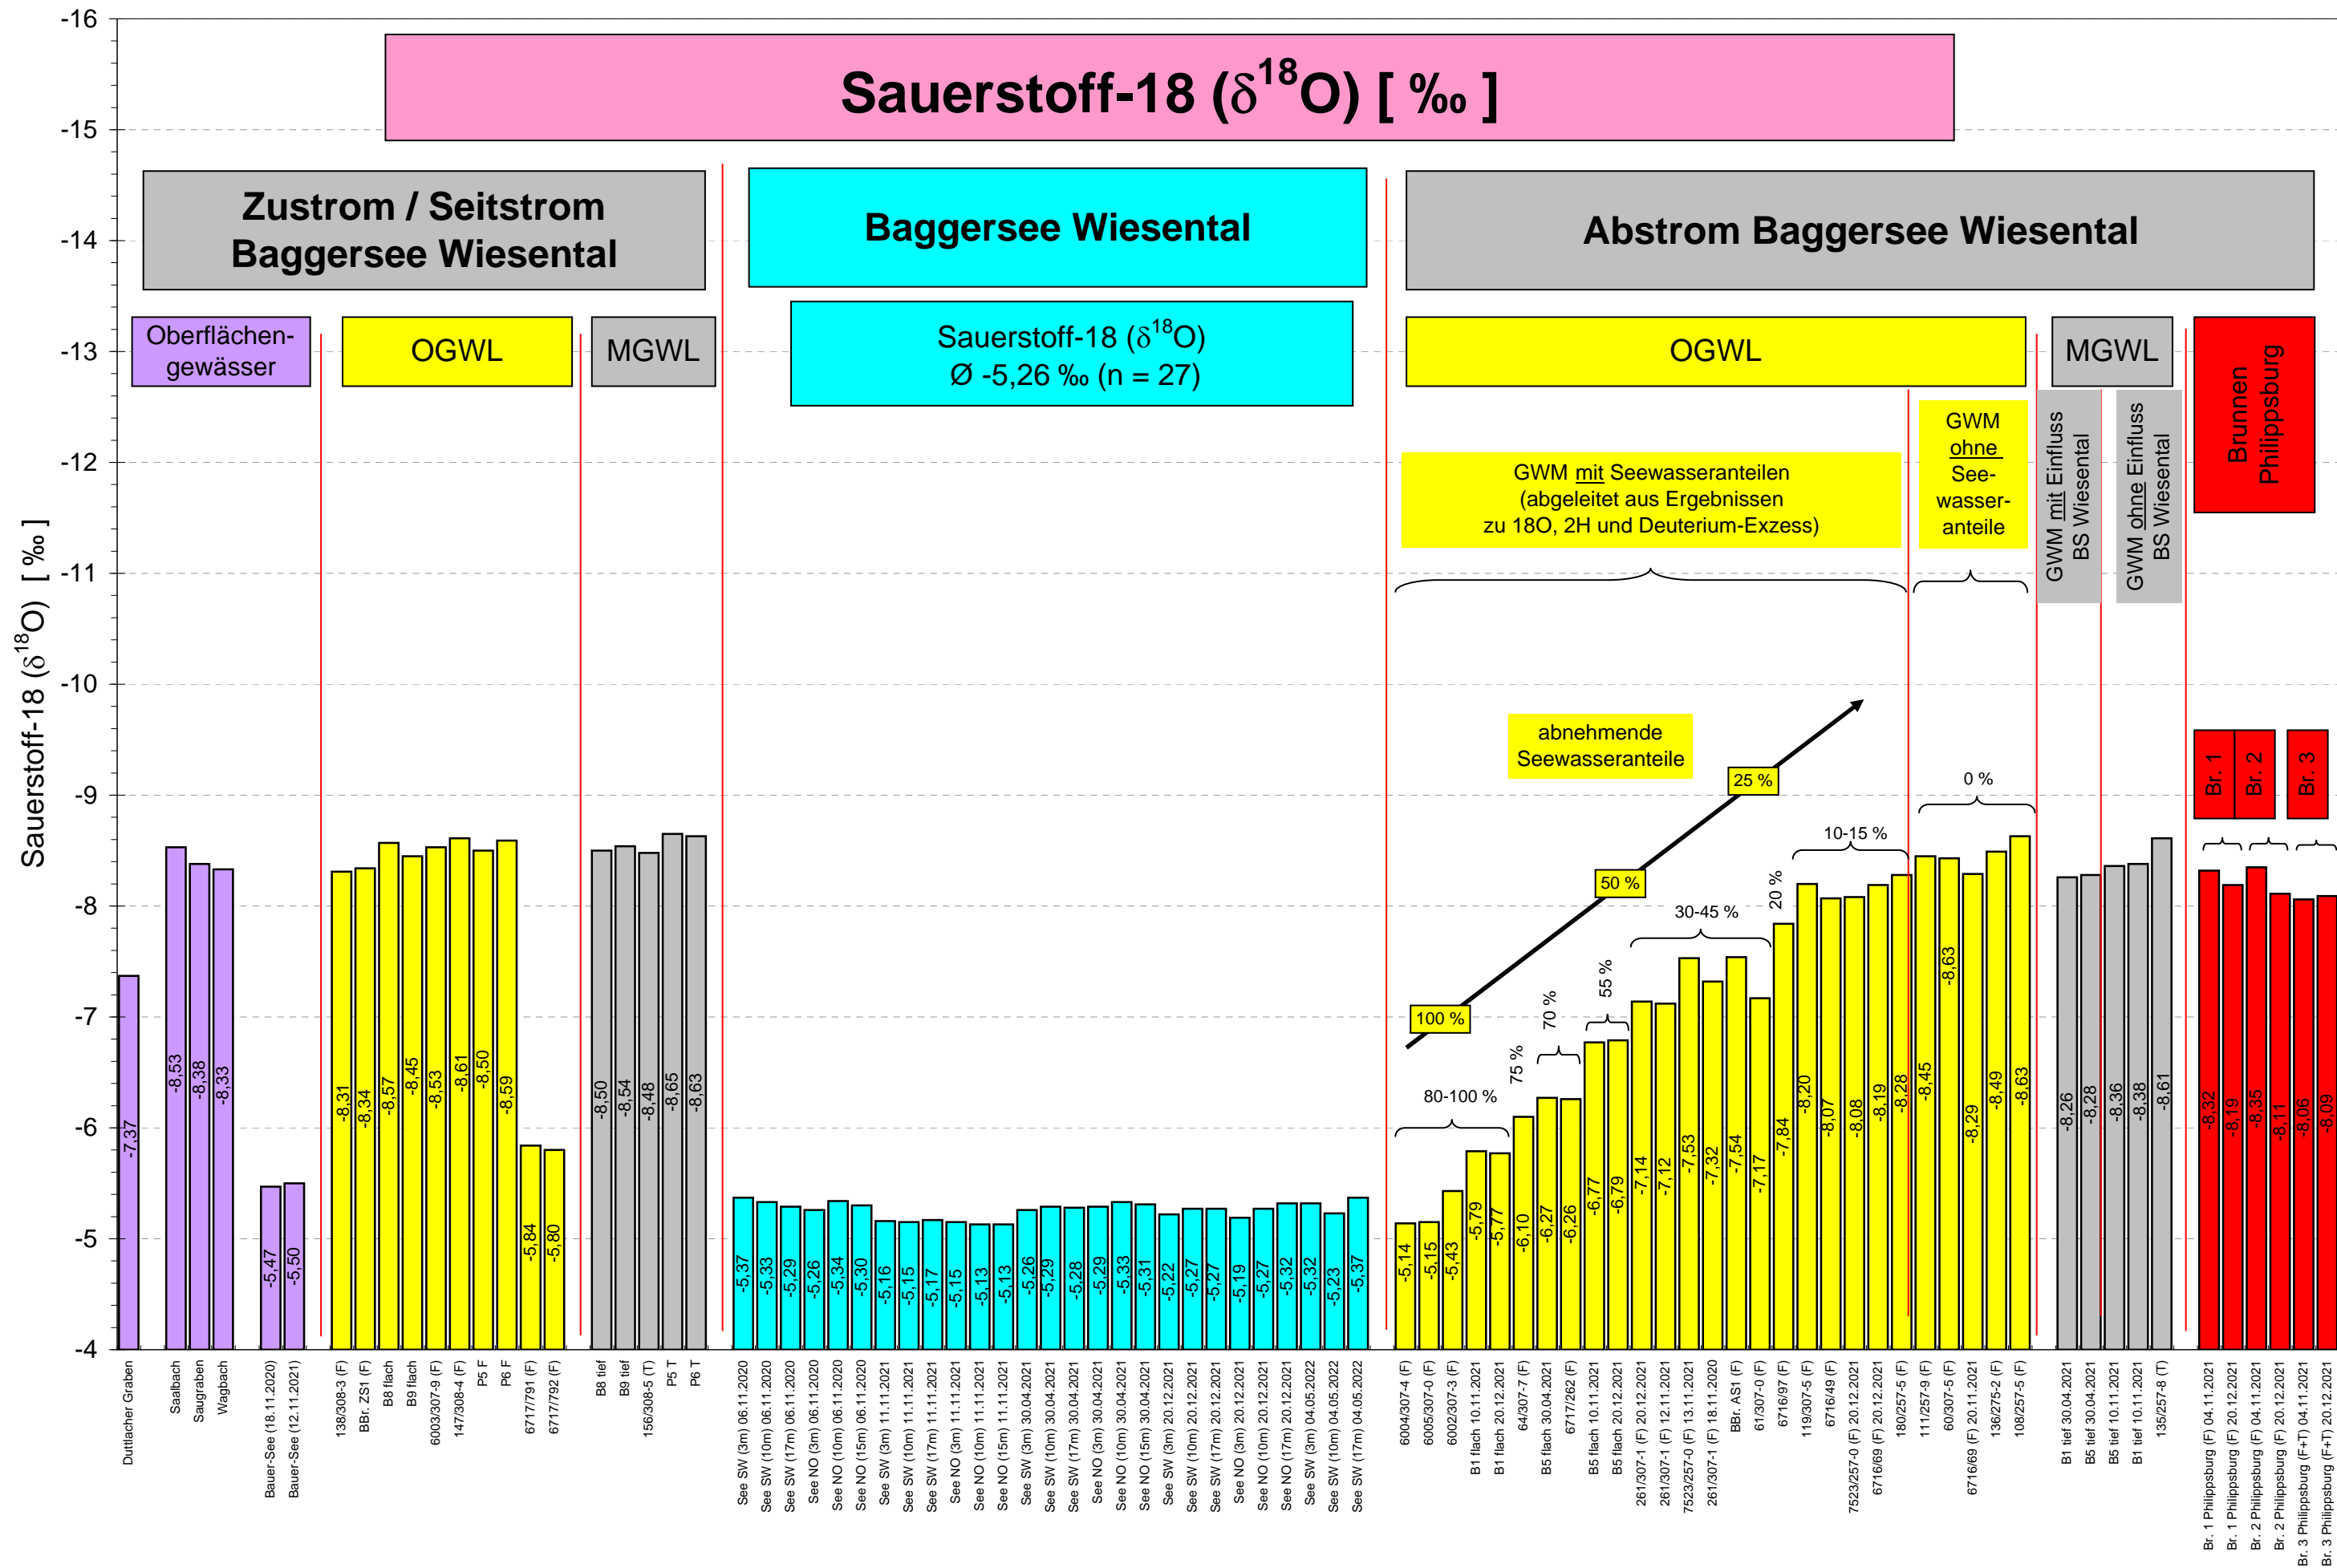 Sauerstoff-18 (δ18O) [ ‰ ]
Sauerstoff-18 (δ18O) [ ‰ ]
-16
-15
-14
-13
-12
-11
-10
-9
-8
-7
-6
-5
-4
Zustrom / Seitstrom
Baggersee Wiesental
Baggersee Wiesental
Abstrom Baggersee Wiesental
Oberflächen-
gewässer
OGWL
MGWL
Sauerstoff-18 (δ18O)
Ø -5,26 ‰ (n = 27)
OGWL
MGWL
Brunnen
Philippsburg
GWM mit Seewasseranteilen
(abgeleitet aus Ergebnissen
zu 18O, 2H und Deuterium-Exzess)
GWM
ohne
See-
wasser-
anteile
GWM mit Einfluss
BS Wiesental
GWM ohne Einfluss
BS Wiesental
abnehmende
Seewasseranteile
100 %
50 %
25 %
80-100 %
75 %
70 %
55 %
30-45 %
20 %
10-15 %
0 %
Br. 1
Br. 2
Br. 3
-7,37
-8,53
-8,38
-8,33
-5,47
-5,50
-8,31
-8,34
-8,57
-8,45
-8,53
-8,61
-8,50
-8,59
-5,84
-5,80
-8,50
-8,54
-8,48
-8,65
-8,63
-5,37
-5,33
-5,29
-5,26
-5,34
-5,30
-5,16
-5,15
-5,17
-5,15
-5,13
-5,13
-5,26
-5,29
-5,28
-5,29
-5,33
-5,31
-5,22
-5,27
-5,27
-5,19
-5,27
-5,32
-5,32
-5,23
-5,37
-5,14
-5,15
-5,43
-5,79
-5,77
-6,10
-6,27
-6,26
-6,77
-6,79
-7,14
-7,12
-7,53
-7,32
-7,54
-7,17
-7,84
-8,20
-8,07
-8,08
-8,19
-8,28
-8,45
-8,63
-8,29
-8,49
-8,63
-8,26
-8,28
-8,36
-8,38
-8,61
-8,32
-8,19
-8,35
-8,11
-8,06
-8,09
Duttlacher Graben
Saalbach
Saugraben
Wagbach
Bauer-See (18.11.2020)
Bauer-See (12.11.2021)
138/3088-3 (F)
BBr. ZS1 (F)
B8 flach
B9 flach
6003/307-9 (F)
147/308-4 (F)
P5 F
P6 F
6717/791 (F)
6717/792 (F)
B8 tief
B9 tief
156/3088-5 (T)
P5 T
P6 T
See SW (3m) 06.11.2020
See SW (10m) 06.11.2020
See SW (17m) 06.11.2020
See NO (3m) 06.11.2020
See NO (10m) 06.11.2020
See NO (15m) 06.11.2020
See SW (3m) 11.11.2021
See SW (10m) 11.11.2021
See SW (17m) 11.11.2021
See NO (3m) 11.11.2021
See NO (10m) 11.11.2021
See NO (15m) 11.11.2021
See SW (3m) 30.04.2021
See SW (10m) 30.04.2021
See SW (17m) 30.04.2021
See NO (3m) 30.04.2021
See NO (10m) 30.04.2021
See NO (15m) 30.04.2021
See SW (3m) 20.12.2021
See SW (10m) 20.12.2021
See SW (17m) 20.12.2021
See NO (3m) 20.12.2021
See NO (10m) 20.12.2021
See NO (17m) 20.12.2021
See SW (3m) 04.05.2022
See SW (10m) 04.05.2022
See SW (17m) 04.05.2022
6004/307-4 (F)
6005/307-0 (F)
6002/307-3 (F)
B1 flach 10.11.2021
B1 flach 20.12.2021
64/307-7 (F)
B5 flach 30.04.2021
6717/262 (F)
B5 flach 10.11.2021
B5 flach 20.12.2021
261/307-1 (F) 20.12.2021
261/307-1 (F) 12.11.2021
7523/257-0 (F) 13.11.2021
261/307-1 (F) 18.11.2020
BBr. AS1 (F)
61/307-0 (F)
6716/97 (F)
119/307-5 (F)
6716/49 (F)
7523/257-0 (F) 20.12.2021
6716/69 (F) 20.12.2021
180/257-5 (F)
111/257-9 (F)
60/307-5 (F)
6716/69 (F) 20.11.2021
136/275-2 (F)
108/257-5 (F)
B1 tief 30.04.2021
B5 tief 30.04.2021
B5 tief 10.11.2021
B1 tief 10.11.2021
135/257-8 (T)
Br. 1 Philippsburg (F) 04.11.2021
Br. 1 Philippsburg (F) 20.12.2021
Br. 2 Philippsburg (F) 04.11.2021
Br. 2 Philippsburg (F) 20.12.2021
Br. 3 Philippsburg (F+T) 04.11.2021
Br. 3 Philippsburg (F+T) 20.12.2021